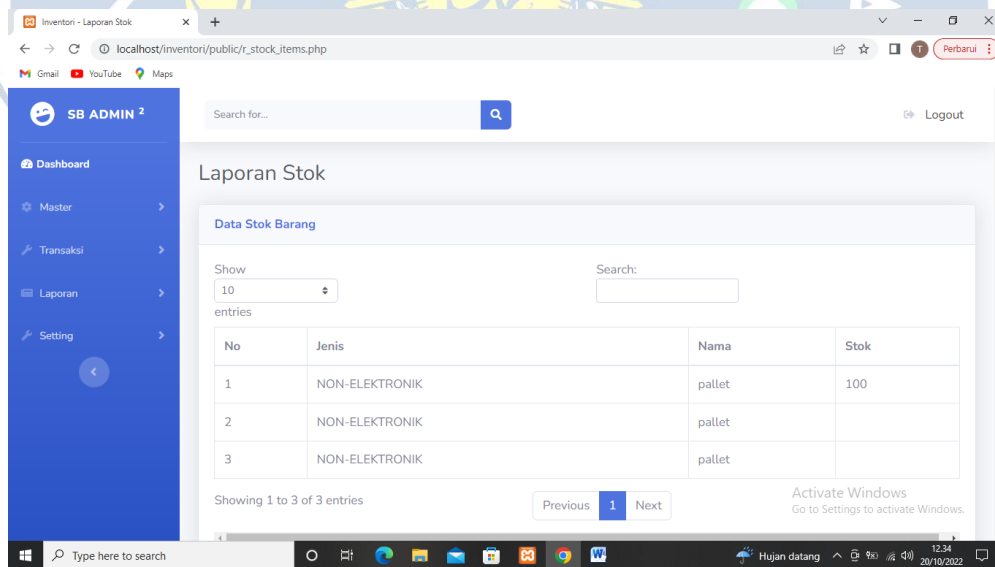 Inventori - Laporan Stok
localhost/inventori/public/r_stock_items.php
T
Perbarui
Gmail
YouTube
Maps
SB ADMIN 2
Search for...
Logout
Dashboard
Master
Transaksi
Laporan
Setting
Laporan Stok
Data Stok Barang
Show
10
entries
Search:
No Jenis Nama Stok
1 NON-ELEKTRONIK pallet 100
2 NON-ELEKTRONIK pallet
3 NON-ELEKTRONIK pallet
Showing 1 to 3 of 3 entries
Previous 1 Next
Activate Windows
Go to Settings to activate Windows.
Type here to search
W
Hujan datang
12.34
20/10/2022